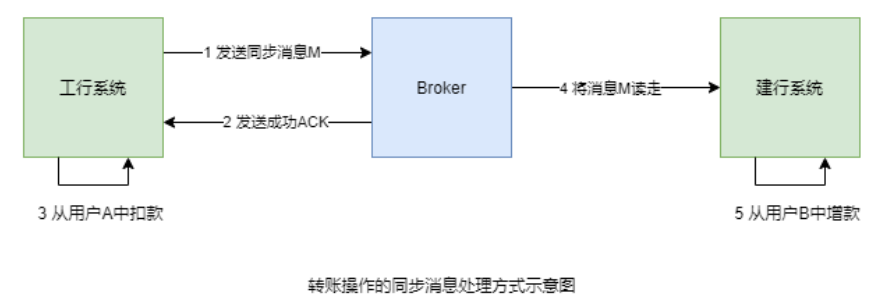 工行系统
1 发送同步消息M
2 发送成功ACK
3 从用户A中扣款
Broker
4 将消息M读走
建行系统
5 从用户B中增款
转账操作的同步消息处理方式示意图